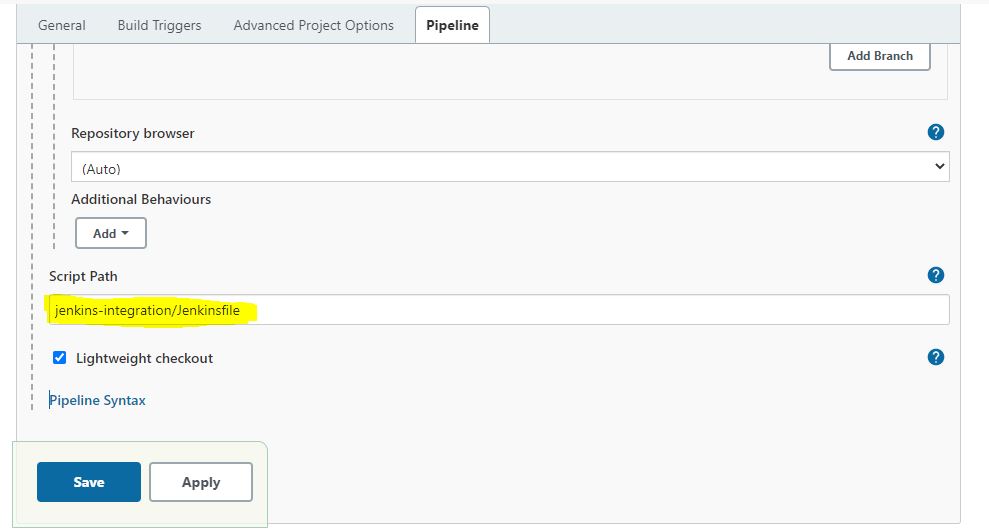 General Build Triggers Advanced Project Options Pipeline
Add Branch
Repository browser ?
(Auto)
Additional Behaviours
Add
Script Path ?
jenkins-integration/Jenkinsfile
Lightweight checkout ?
Pipeline Syntax
Save Apply